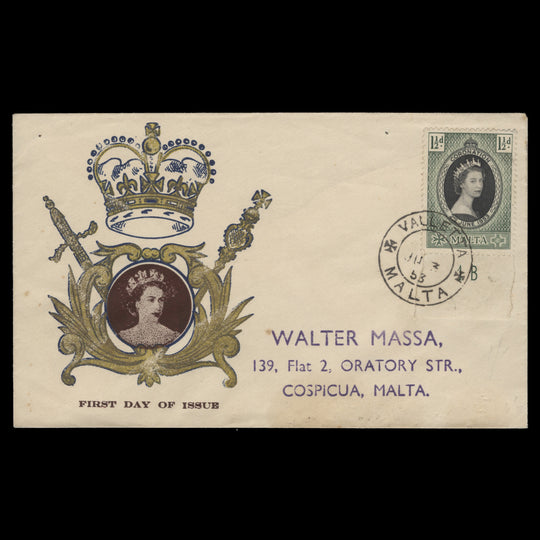 1½d 1½d
MALTA
VALLETTA
53
MALTA
B
WALTER MASSA,
139, Flat 2, ORATORY STR.,
COSPICUA, MALTA.
FIRST DAY OF ISSUE